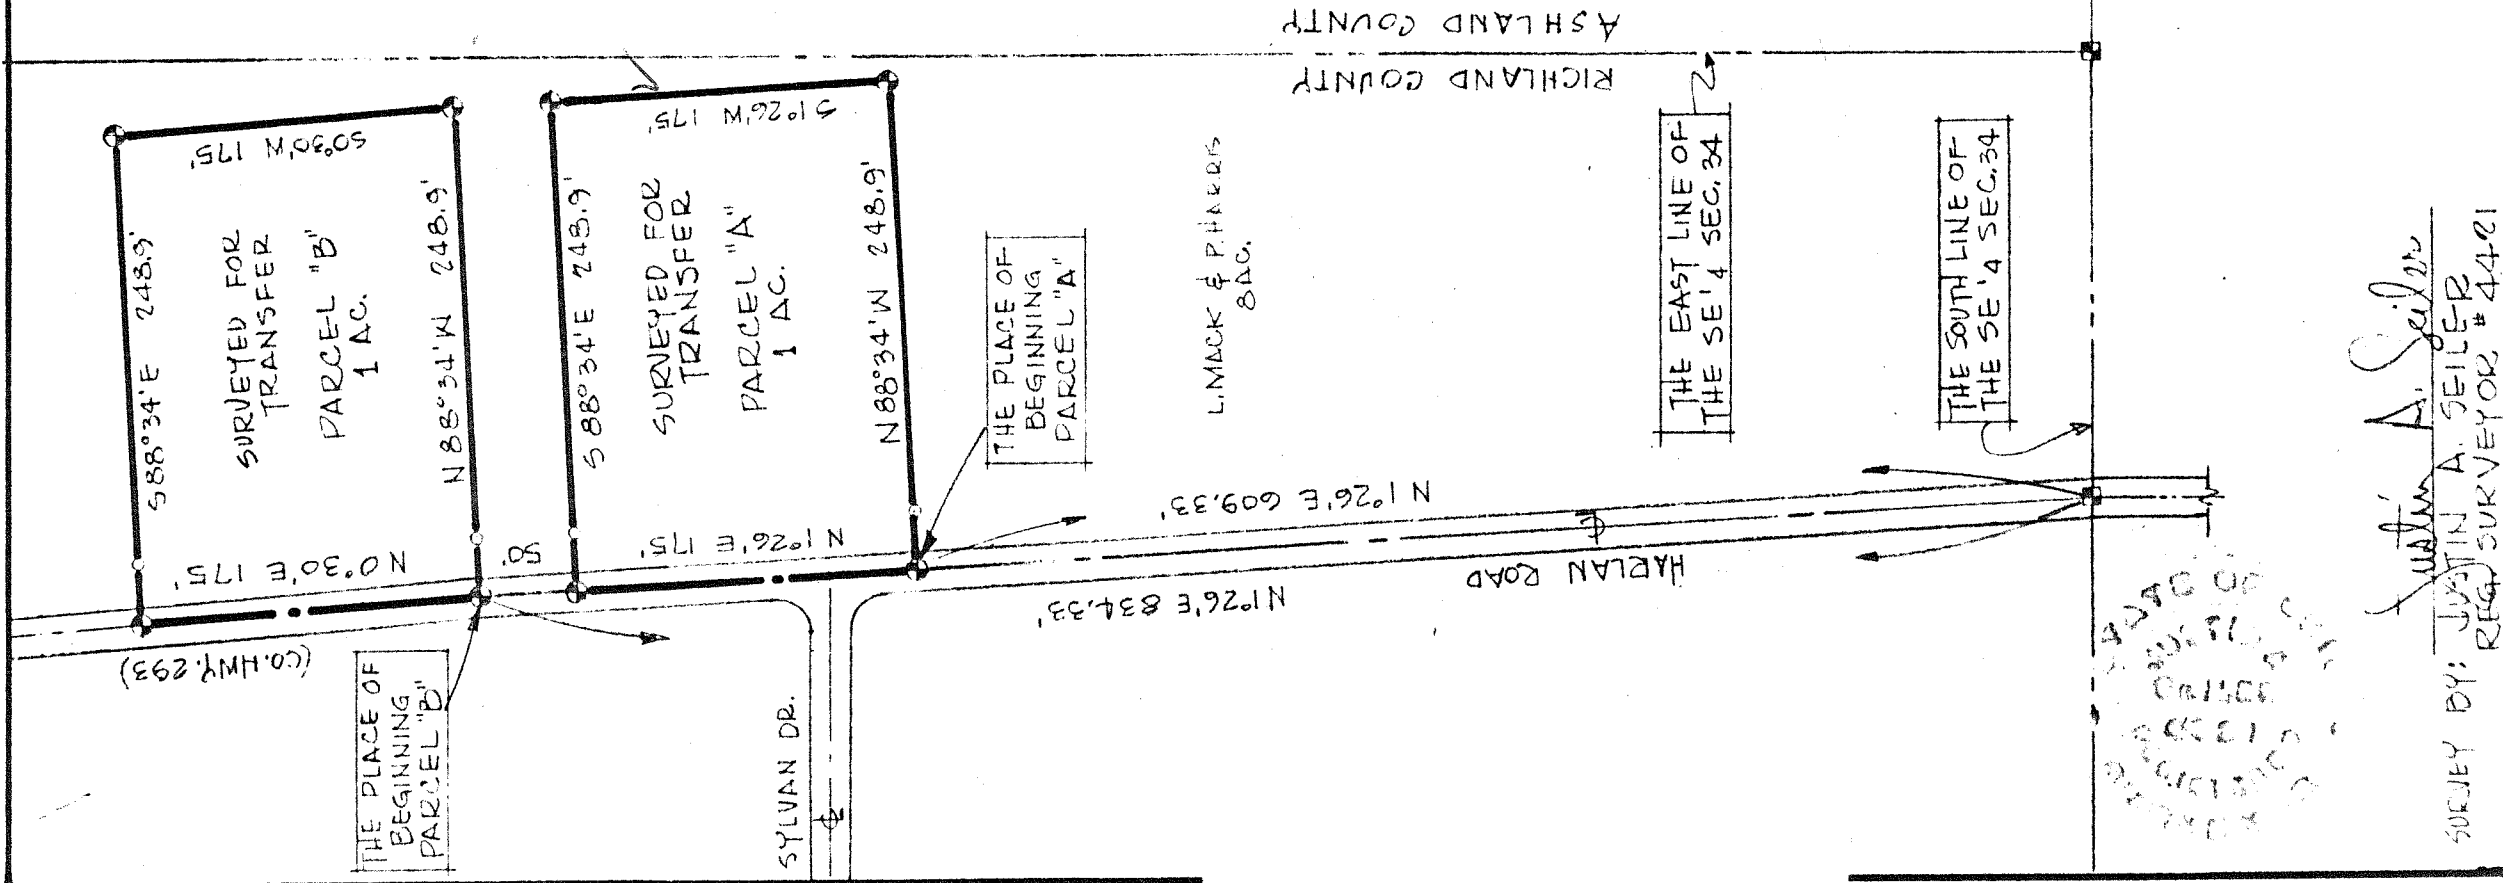 ASHLAND COUNTY
RICHLAND COUNTY
S88°34'E 248.9'
SURVEYED FOR
TRANSFER
PARCEL "B"
1 AC.
N88°34'W 248.9'
S0°30'W 175'
N0°30'E 175'
50'
S88°34'E 248.9'
SURVEYED FOR
TRANSFER
PARCEL "A"
1 AC.
N88°34'W 248.9'
S1°26'W 175'
N1°26'E 175'
THE PLACE OF
BEGINNING
PARCEL "A"
L.MACK & P.HARRIS
8AC.
THE EAST LINE OF
THE SE'4 SEC.34
THE SOUTH LINE OF
THE SE'4 SEC.34
N1°26'E 609.33'
N1°26'E 834.33'
HARLAN ROAD
(CO.HWY.293)
THE PLACE OF
BEGINNING
PARCEL "B"
SYLVAN DR.
Justin A. Seiler
SURVEY BY: JUSTIN A. SEILER
REG. SURVEYOR #4421